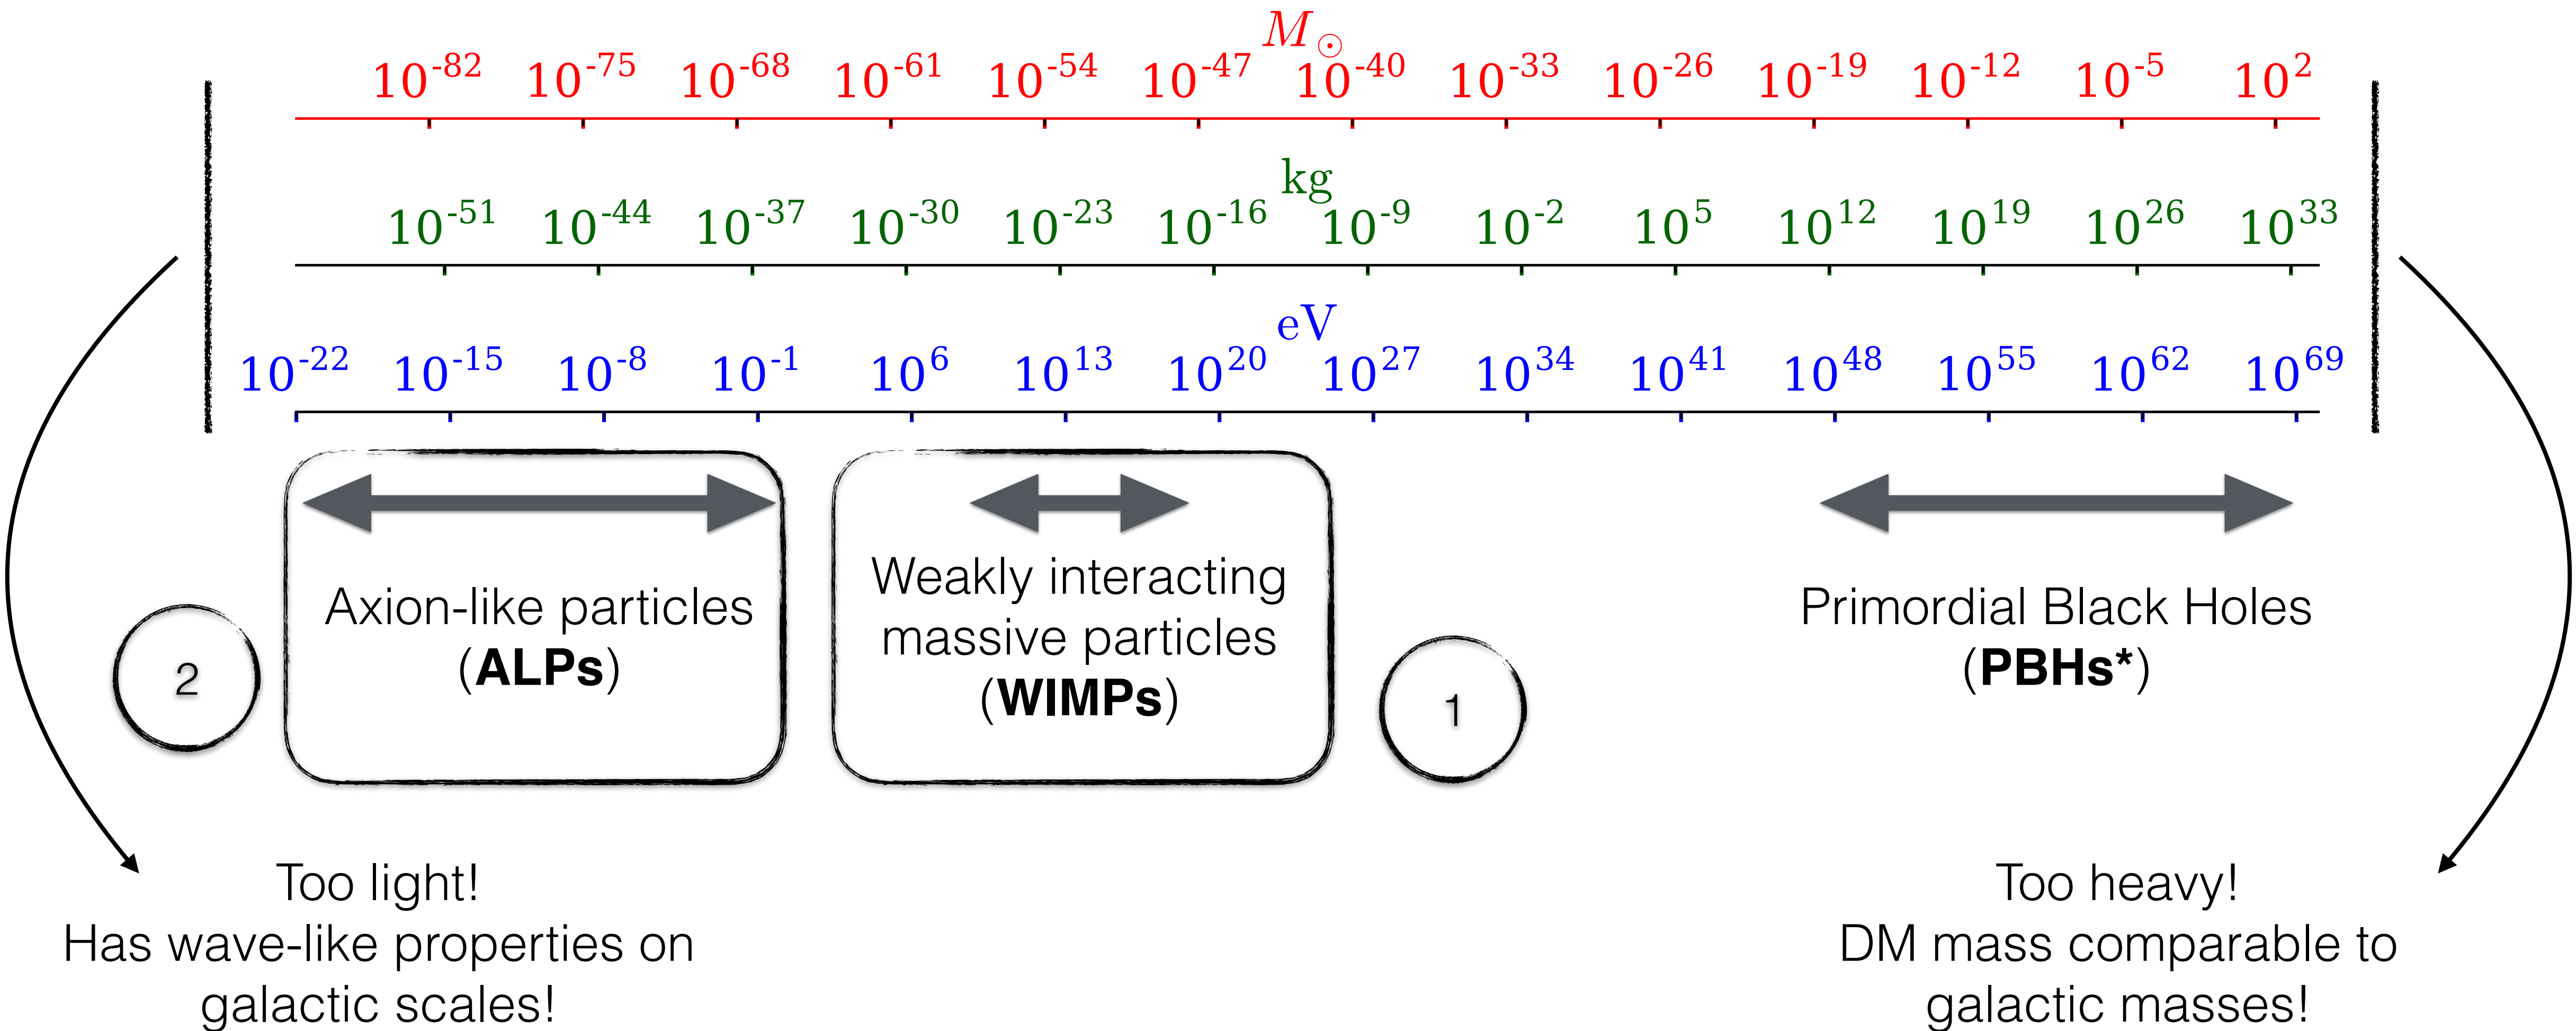 M☉
10⁻⁸² 10⁻⁷⁵ 10⁻⁶⁸ 10⁻⁶¹ 10⁻⁵⁴ 10⁻⁴⁷ 10⁻⁴⁰ 10⁻³³ 10⁻²⁶ 10⁻¹⁹ 10⁻¹² 10⁻⁵ 10²
kg
10⁻⁵¹ 10⁻⁴⁴ 10⁻³⁷ 10⁻³⁰ 10⁻²³ 10⁻¹⁶ 10⁻⁹ 10⁻² 10⁵ 10¹² 10¹⁹ 10²⁶ 10³³
eV
10⁻²² 10⁻¹⁵ 10⁻⁸ 10⁻¹ 10⁶ 10¹³ 10²⁰ 10²⁷ 10³⁴ 10⁴¹ 10⁴⁸ 10⁵⁵ 10⁶² 10⁶⁹
2
Axion-like particles
(ALPs)
Weakly interacting
massive particles
(WIMPs)
1
Primordial Black Holes
(PBHs*)
Too light!
Has wave-like properties on
galactic scales!
Too heavy!
DM mass comparable to
galactic masses!